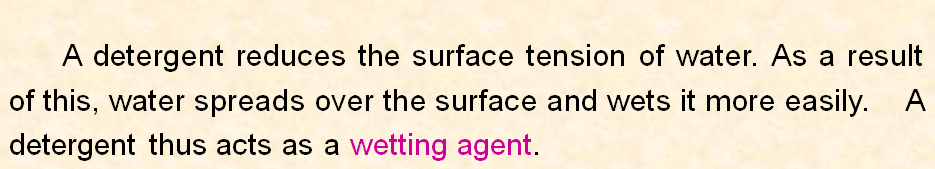 A detergent reduces the surface tension of water. As a result
of this, water spreads over the surface and wets it more easily. A
detergent thus acts as a wetting agent.